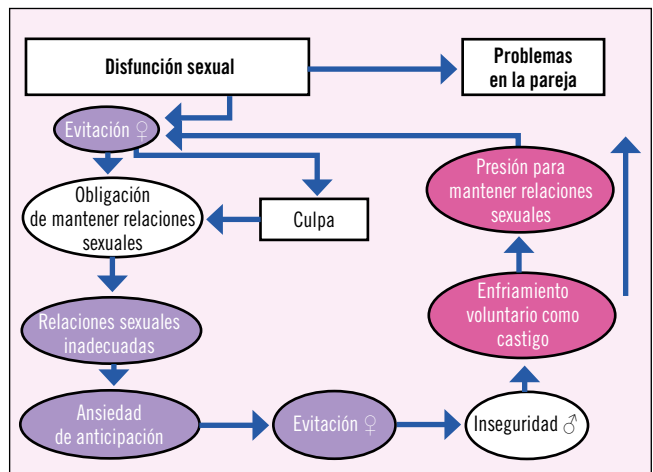 Disfunción sexual
Problemas
en la pareja
Evitación ♀
Obligación
de mantener relaciones
sexuales
Culpa
Presión para
mantener relaciones
sexuales
Relaciones sexuales
inadecuadas
Enfriamiento
voluntario como
castigo
Ansiedad
de anticipación
Evitación ♀
Inseguridad ♂